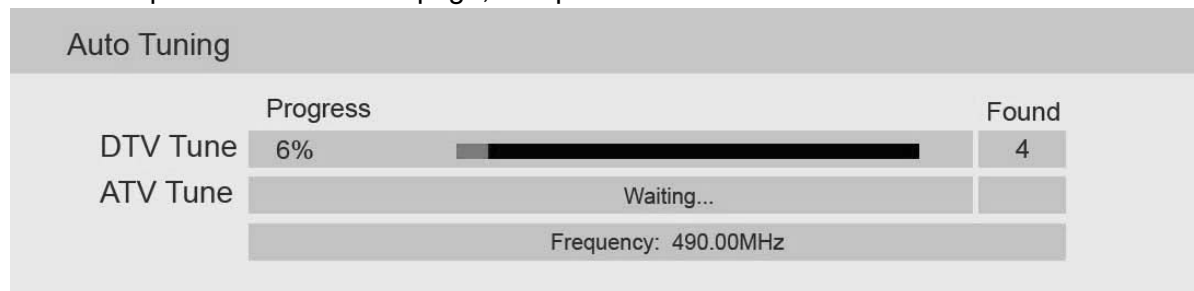 Auto Tuning
Progress Found
DTV Tune 6% 4
ATV Tune Waiting...
Frequency: 490.00MHz